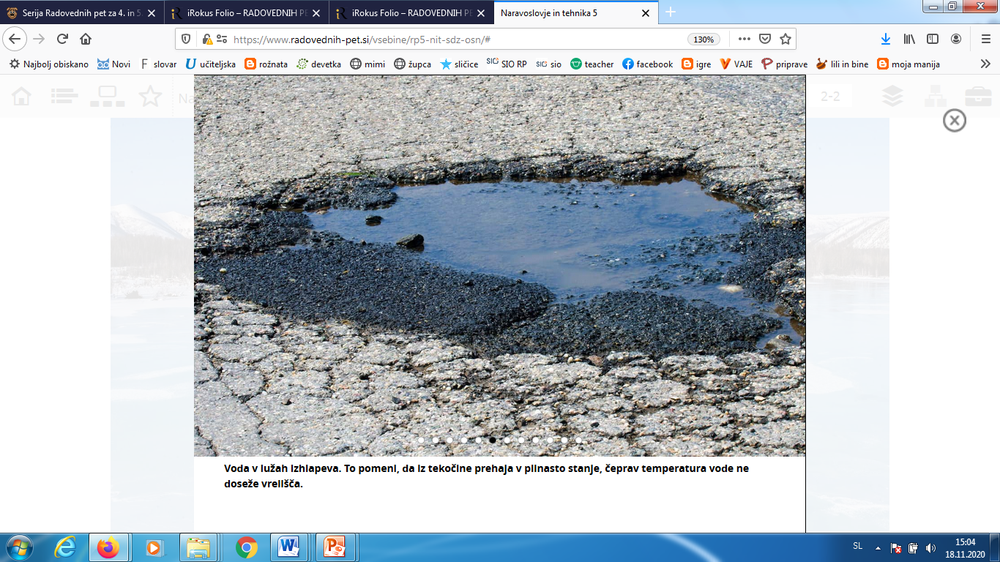 Serija Radovednih pet za 4. in 5.
iRokus Folio – RADOVEDNIH PE
iRokus Folio – RADOVEDNIH PE
Naravoslovje in tehnika 5
https://www.radovednih-pet.si/vsebine/rp5-nit-sdz-osn/#
130%
Najbolj obiskano
Novi
slovar
učiteljska
rožnata
devetka
mimi
župca
sličice
SIO RP
sio
teacher
facebook
igre
VAJE
priprave
lili in bine
moja manija
Na
2-2
Voda v lužah izhlapeva. To pomeni, da iz tekočine prehaja v plinasto stanje, čeprav temperatura vode ne
doseže vrelišča.
SL
15:04
18.11.2020